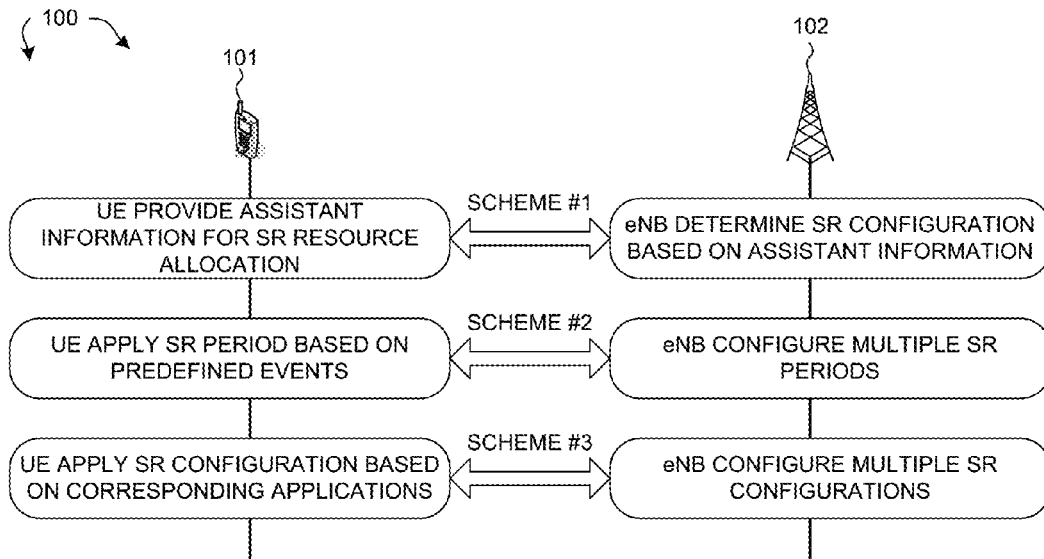 100
101
102
SCHEME #1
UE PROVIDE ASSISTANT
INFORMATION FOR SR RESOURCE
ALLOCATION
eNB DETERMINE SR CONFIGURATION
BASED ON ASSISTANT INFORMATION
SCHEME #2
UE APPLY SR PERIOD BASED ON
PREDEFINED EVENTS
eNB CONFIGURE MULTIPLE SR
PERIODS
SCHEME #3
UE APPLY SR CONFIGURATION BASED
ON CORRESPONDING APPLICATIONS
eNB CONFIGURE MULTIPLE SR
CONFIGURATIONS